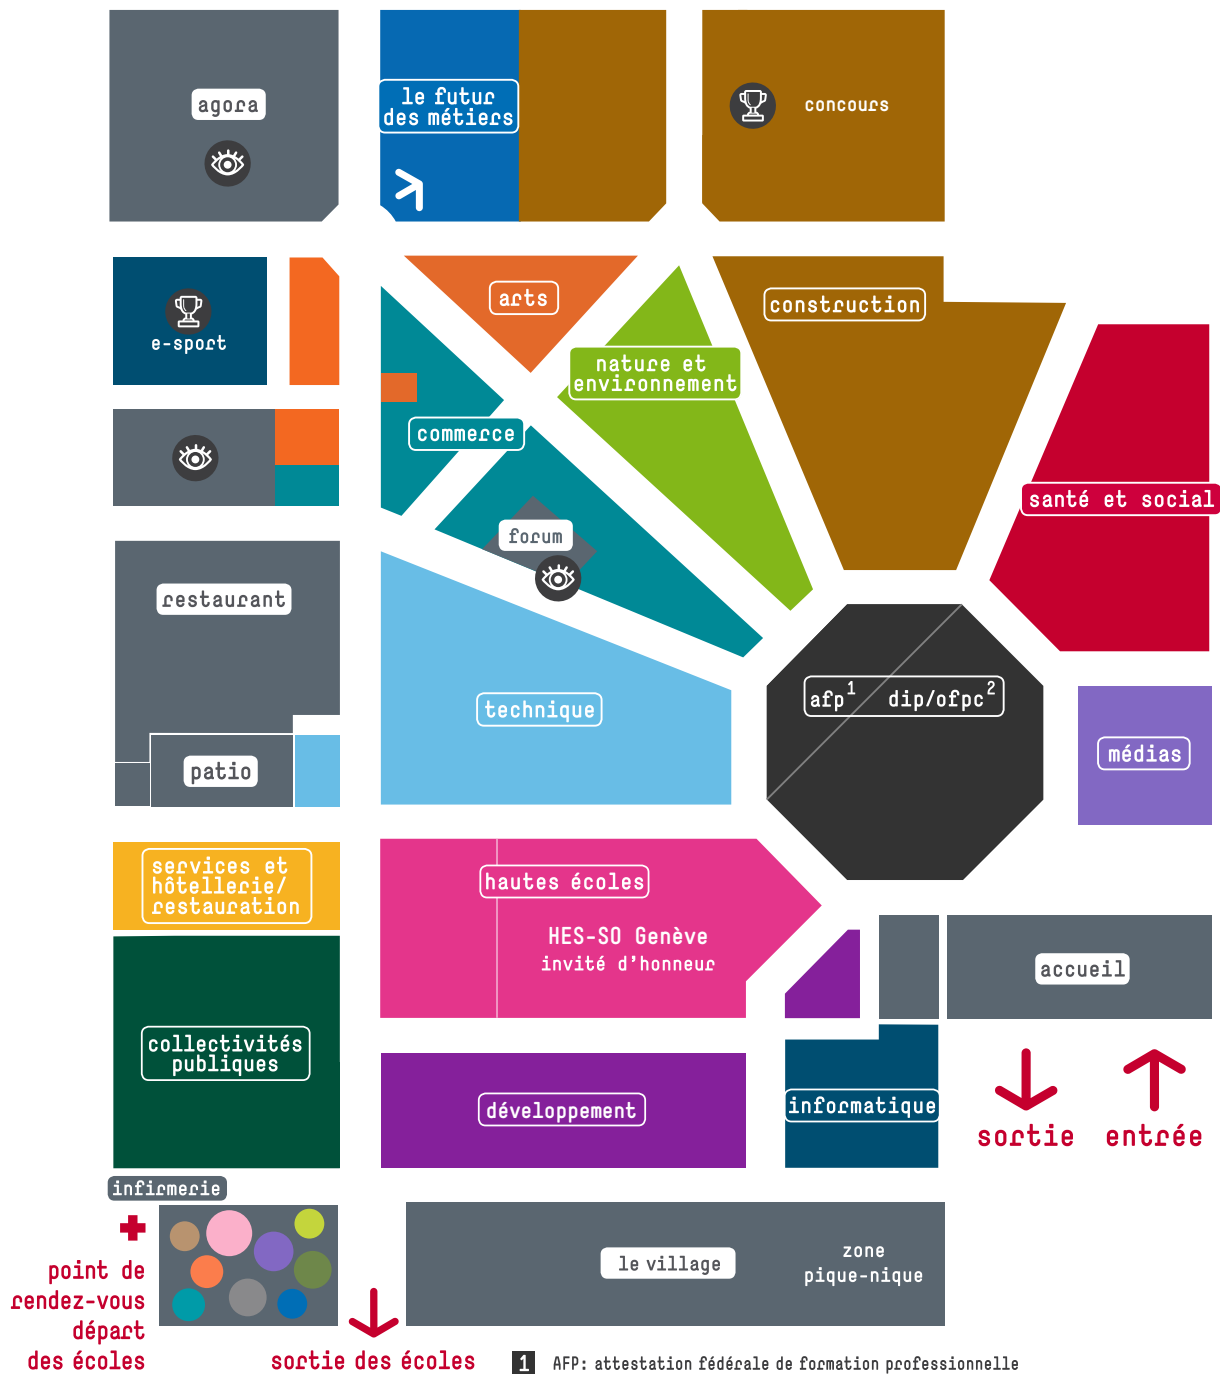 agora
le futur
des métiers
concours
e-sport
arts
construction
nature et
environnement
commerce
santé et social
forum
restaurant
technique
afp¹ dip/ofpc²
médias
patio
services et
hôtellerie/
restauration
hautes écoles
HES-SO Genève
invité d'honneur
accueil
collectivités
publiques
développement
informatique
sortie
entrée
infirmerie
point de
rendez-vous
départ
des écoles
le village
zone
pique-nique
sortie des écoles
1 AFP: attestation fédérale de formation professionnelle